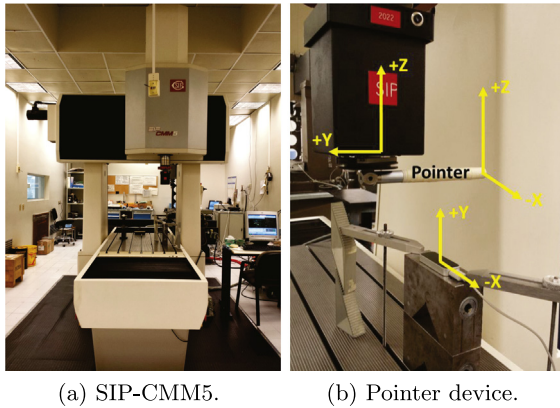 SIP
CMM5
2022
+Z
SIP
+Z
+Y
Pointer
-X
+Y
-X
(a) SIP-CMM5.
(b) Pointer device.